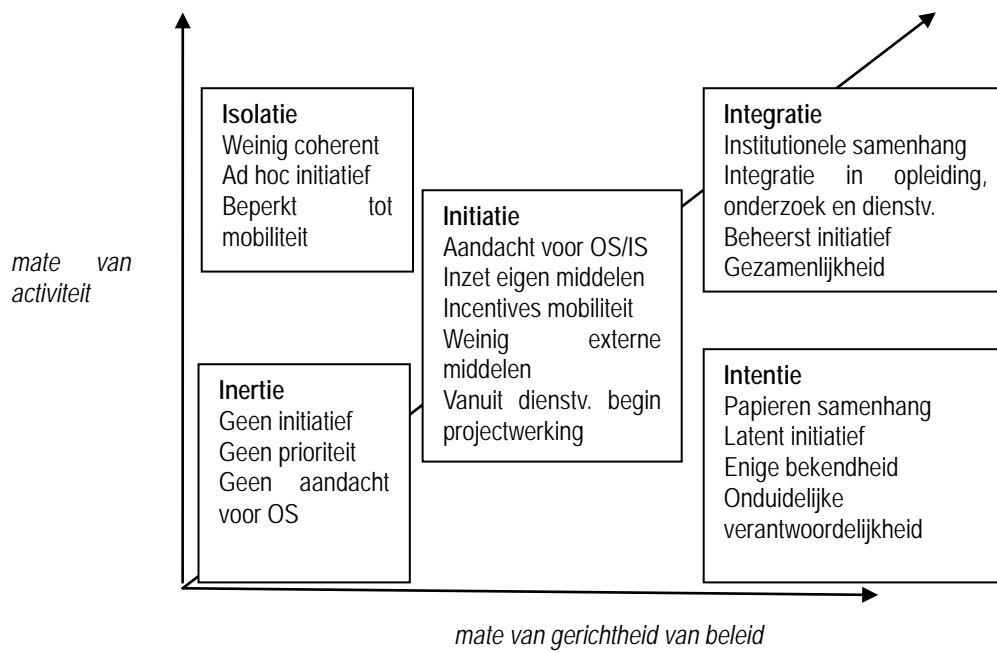 Isolatie
Weinig coherent
Ad hoc initiatief
Beperkt tot
mobiliteit
Integratie
Institutionele samenhang
Integratie in opleiding,
onderzoek en dienstv.
Beheerst initiatief
Gezamenlijkheid
Initiatie
Aandacht voor OS/IS
Inzet eigen middelen
Incentives mobiliteit
Weinig externe
middelen
Vanuit dienstv. begin
projectwerking
mate van
activiteit
Inertie
Geen initiatief
Geen prioriteit
Geen aandacht
voor OS
Intentie
Papieren samenhang
Latent initiatief
Enige bekendheid
Onduidelijke
verantwoordelijkheid
mate van gerichtheid van beleid